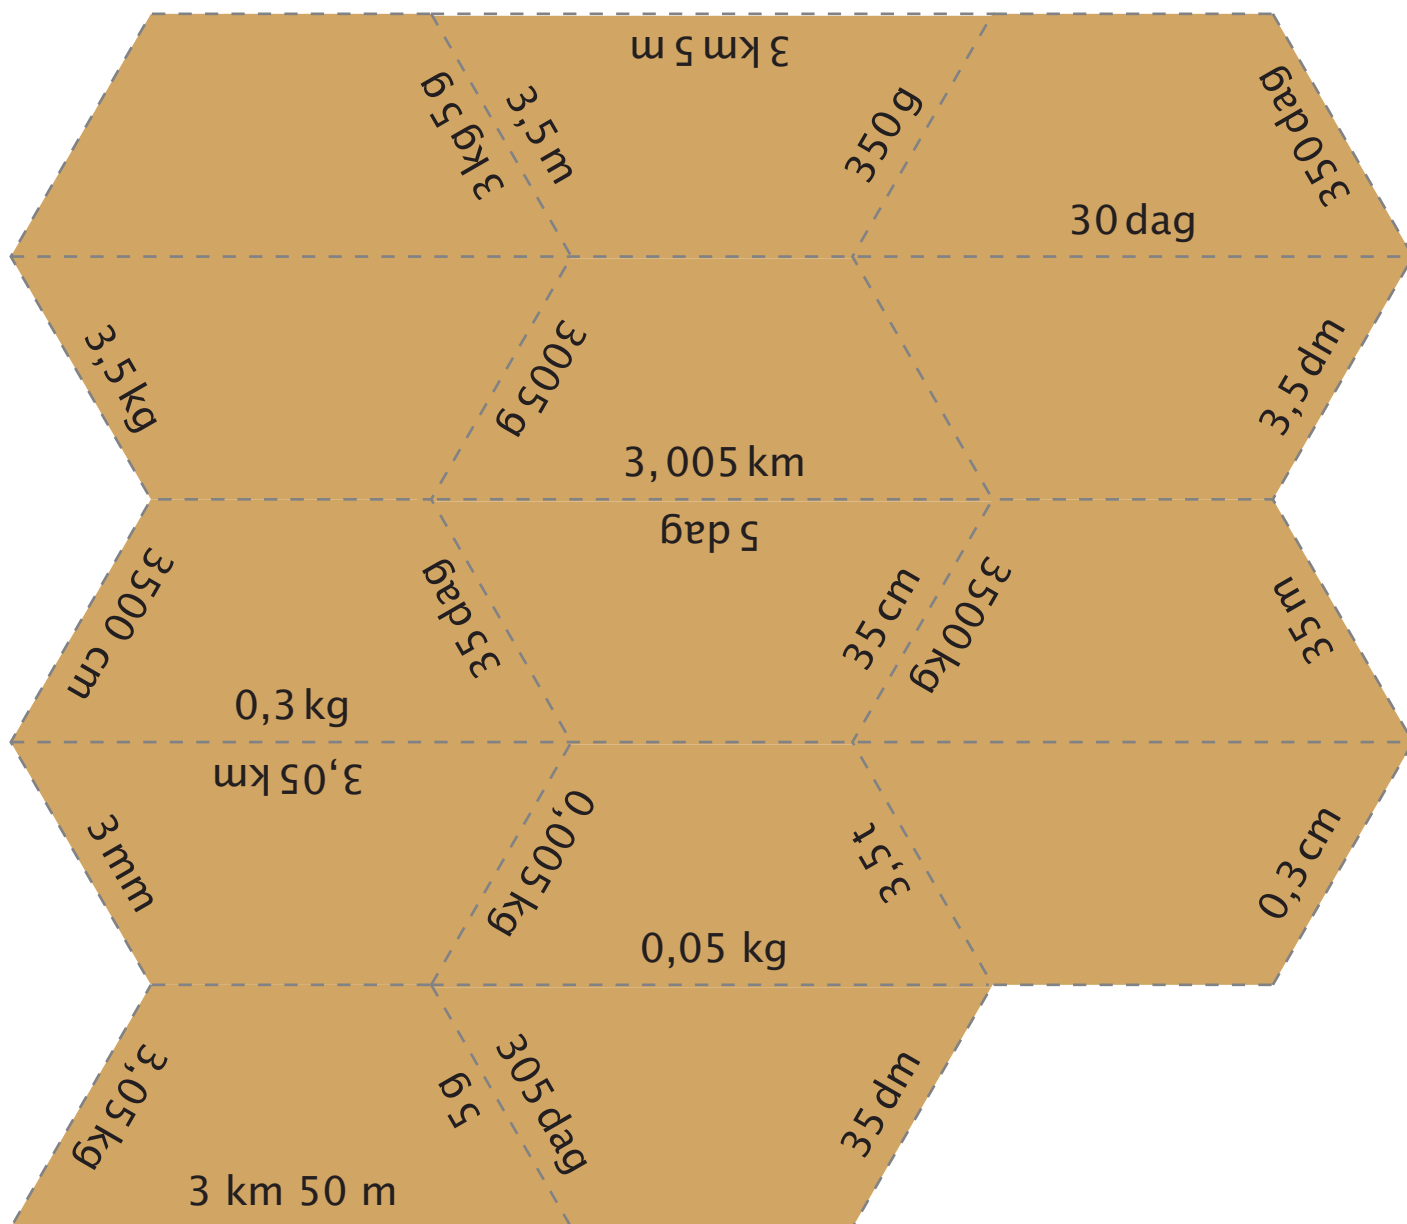 3 km 5 m
3 kg 5 g
3,5 m
350 g
350 dag
30 dag
3,5 kg
3005 g
3,5 dm
3,005 km
5 dag
3500 cm
35 dag
35 cm
3500 kg
35 m
0,3 kg
3,05 km
3 mm
0,005 kg
3,5 t
0,3 cm
0,05 kg
3,05 kg
5 g
305 dag
35 dm
3 km 50 m